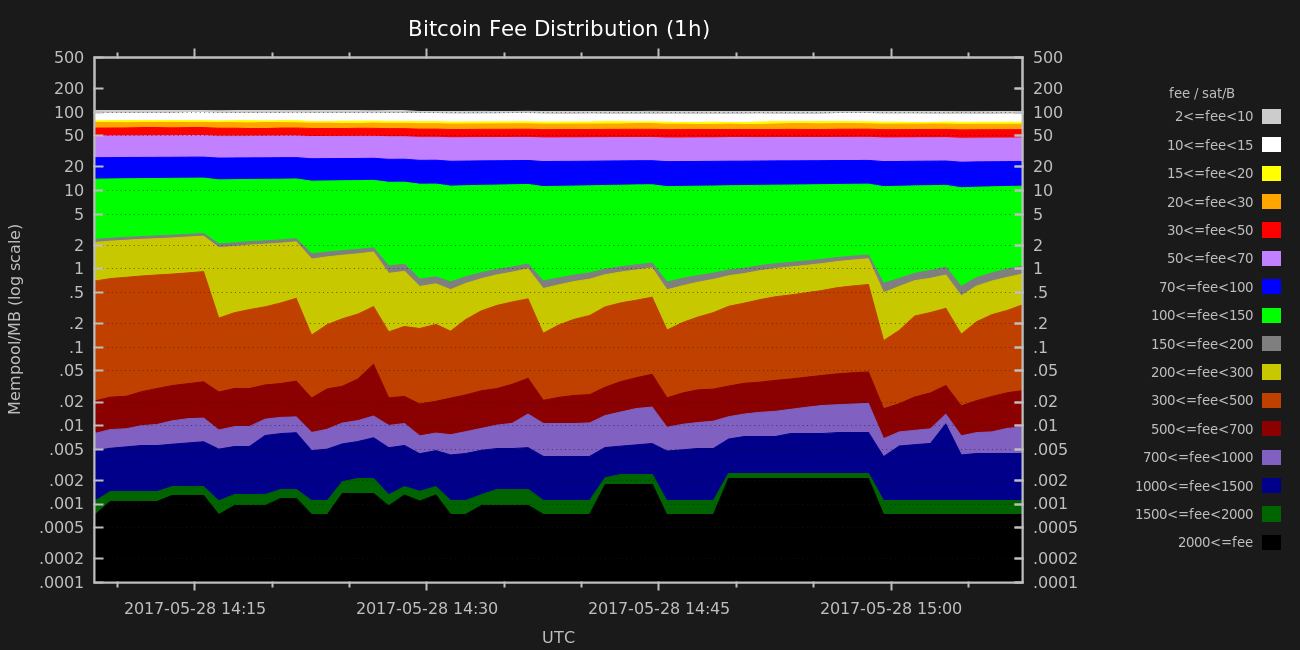 Bitcoin Fee Distribution (1h)
500
200
100
50
20
10
5
2
1
.5
.2
.1
.05
.02
.01
.005
.002
.001
.0005
.0002
.0001
Mempool/MB (log scale)
500
200
100
50
20
10
5
2
1
.5
.2
.1
.05
.02
.01
.005
.002
.001
.0005
.0002
.0001
2017-05-28 14:15
2017-05-28 14:30
2017-05-28 14:45
2017-05-28 15:00
UTC
fee / sat/B
2<=fee<10
10<=fee<15
15<=fee<20
20<=fee<30
30<=fee<50
50<=fee<70
70<=fee<100
100<=fee<150
150<=fee<200
200<=fee<300
300<=fee<500
500<=fee<700
700<=fee<1000
1000<=fee<1500
1500<=fee<2000
2000<=fee